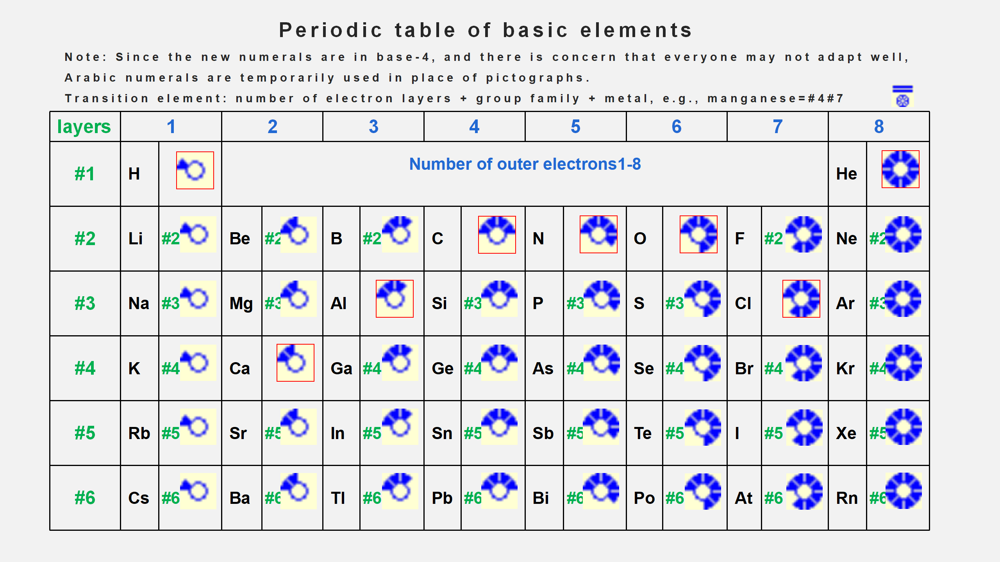 Periodic table of basic elements
Note: Since the new numerals are in base-4, and there is concern that everyone may not adapt well,
Arabic numerals are temporarily used in place of pictographs.
Transition element: number of electron layers + group family + metal, e.g., manganese=#4#7
layers 1 2 3 4 5 6 7 8
#1 H Number of outer electrons1-8 He
#2 Li #2 Be #2 B #2 C N O F #2 Ne #2
#3 Na #3 Mg #3 Al Si #3 P #3 S #3 Cl Ar #3
#4 K #4 Ca Ga #4 Ge #4 As #4 Se #4 Br #4 Kr #4
#5 Rb #5 Sr #5 In #5 Sn #5 Sb #5 Te #5 I #5 Xe #5
#6 Cs #6 Ba #6 Tl #6 Pb #6 Bi #6 Po #6 At #6 Rn #6